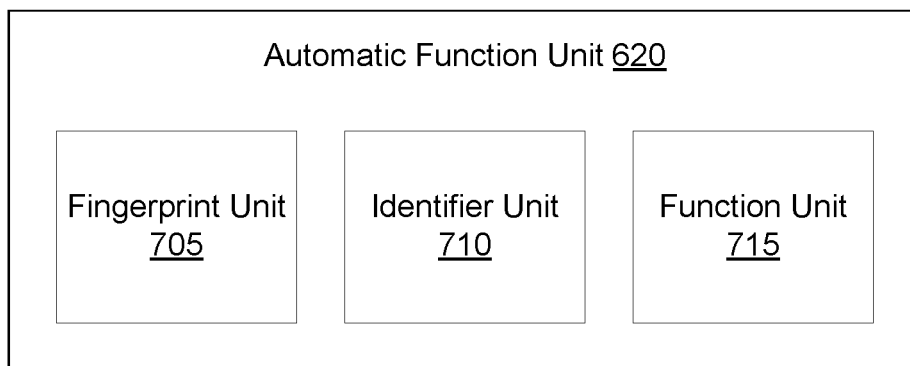 Automatic Function Unit 620
Fingerprint Unit
705
Identifier Unit
710
Function Unit
715